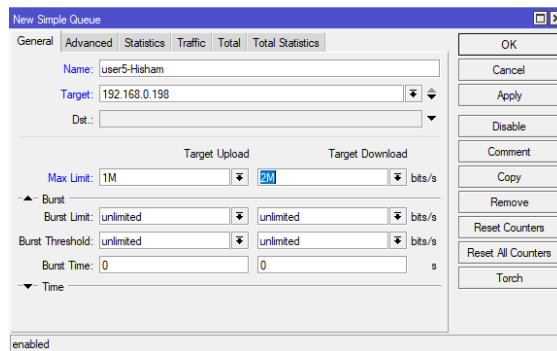 New Simple Queue
General Advanced Statistics Traffic Total Total Statistics
OK
Name: user5-Hisham
Cancel
Target: 192.168.0.198
Apply
Dst.:
Disable
Target Upload Target Download
Comment
Max Limit: 1M 2M bits/s
Copy
Burst
Remove
Burst Limit: unlimited unlimited bits/s
Reset Counters
Burst Threshold: unlimited unlimited bits/s
Reset All Counters
Burst Time: 0 0 s
Torch
Time
enabled